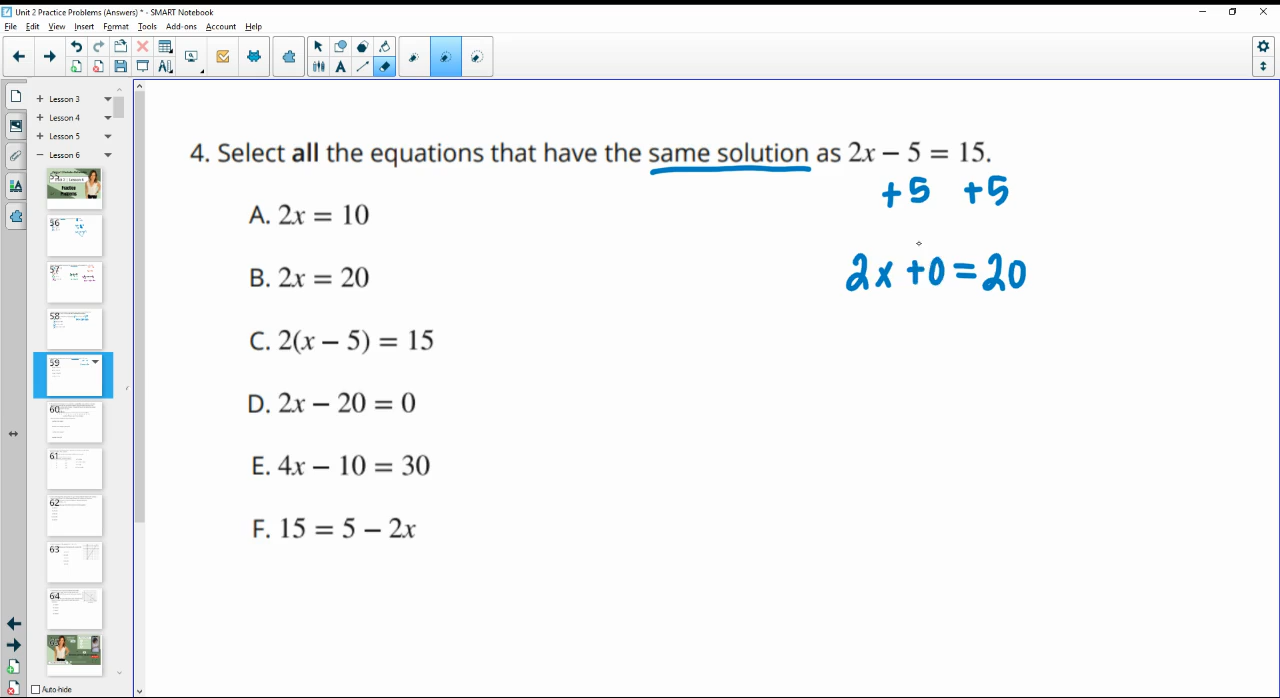 Unit 2 Practice Problems (Answers) * - SMART Notebook
File Edit View Insert Format Tools Add-ons Account Help
Lesson 3
Lesson 4
Lesson 5
Lesson 6
55
Practice
Problems
56
57
58
59
60
61
62
63
64
Auto-hide
4. Select all the equations that have the same solution as 2x − 5 = 15.
+5 +5
A. 2x = 10
2x +0 = 20
B. 2x = 20
C. 2(x − 5) = 15
D. 2x − 20 = 0
E. 4x − 10 = 30
F. 15 = 5 − 2x